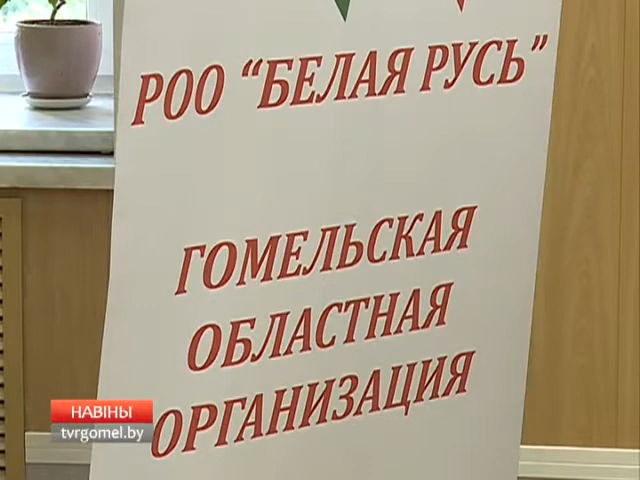 РОО “БЕЛАЯ РУСЬ”
ГОМЕЛЬСКАЯ
ОБЛАСТНАЯ
ОРГАНИЗАЦИЯ
НАВІНЫ
tvrgomel.by